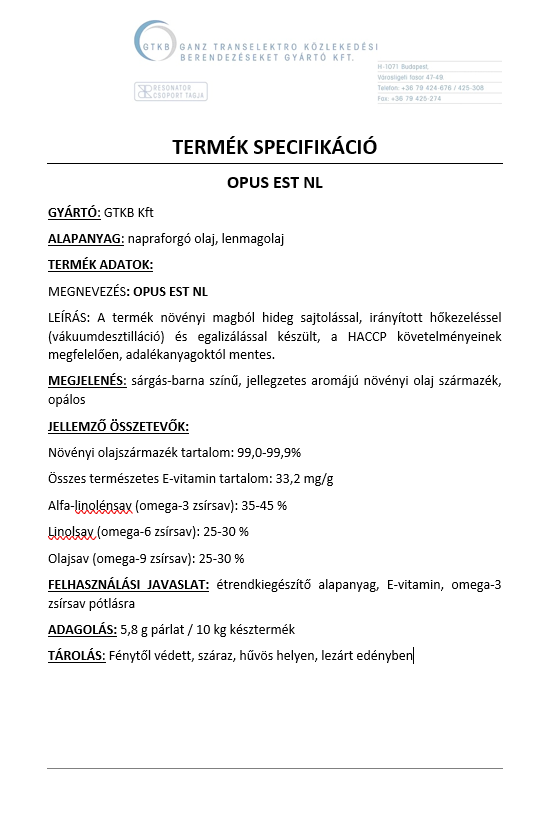 GTKB GANZ TRANSELEKTRO KÖZLEKEDÉSI
BERENDEZÉSEKET GYÁRTÓ KFT.
H-1071 Budapest.
Városligeti fasor 47-49.
Telefon: +36 79 424-676 / 425-308
Fax: +36 79 425-274
RESONATOR
CSOPORT TAGJA
TERMÉK SPECIFIKÁCIÓ
OPUS EST NL
GYÁRTÓ: GTKB Kft
ALAPANYAG: napraforgó olaj, lenmagolaj
TERMÉK ADATOK:
MEGNEVEZÉS: OPUS EST NL
LEÍRÁS: A termék növényi magból hideg sajtolással, irányított hőkezeléssel
(vákuumdesztilláció) és egalizálással készült, a HACCP követelményeinek
megfelelően, adalékanyagoktól mentes.
MEGJELENÉS: sárgás-barna színű, jellegzetes aromájú növényi olaj származék,
opálos
JELLEMZŐ ÖSSZETEVŐK:
Növényi olajszármazék tartalom: 99,0-99,9%
Összes természetes E-vitamin tartalom: 33,2 mg/g
Alfa-linolénsav (omega-3 zsírsav): 35-45 %
Linolsav (omega-6 zsírsav): 25-30 %
Olajsav (omega-9 zsírsav): 25-30 %
FELHASZNÁLÁSI JAVASLAT: étrendkiegészítő alapanyag, E-vitamin, omega-3
zsírsav pótlásra
ADAGOLÁS: 5,8 g párlat / 10 kg késztermék
TÁROLÁS: Fénytől védett, száraz, hűvös helyen, lezárt edényben